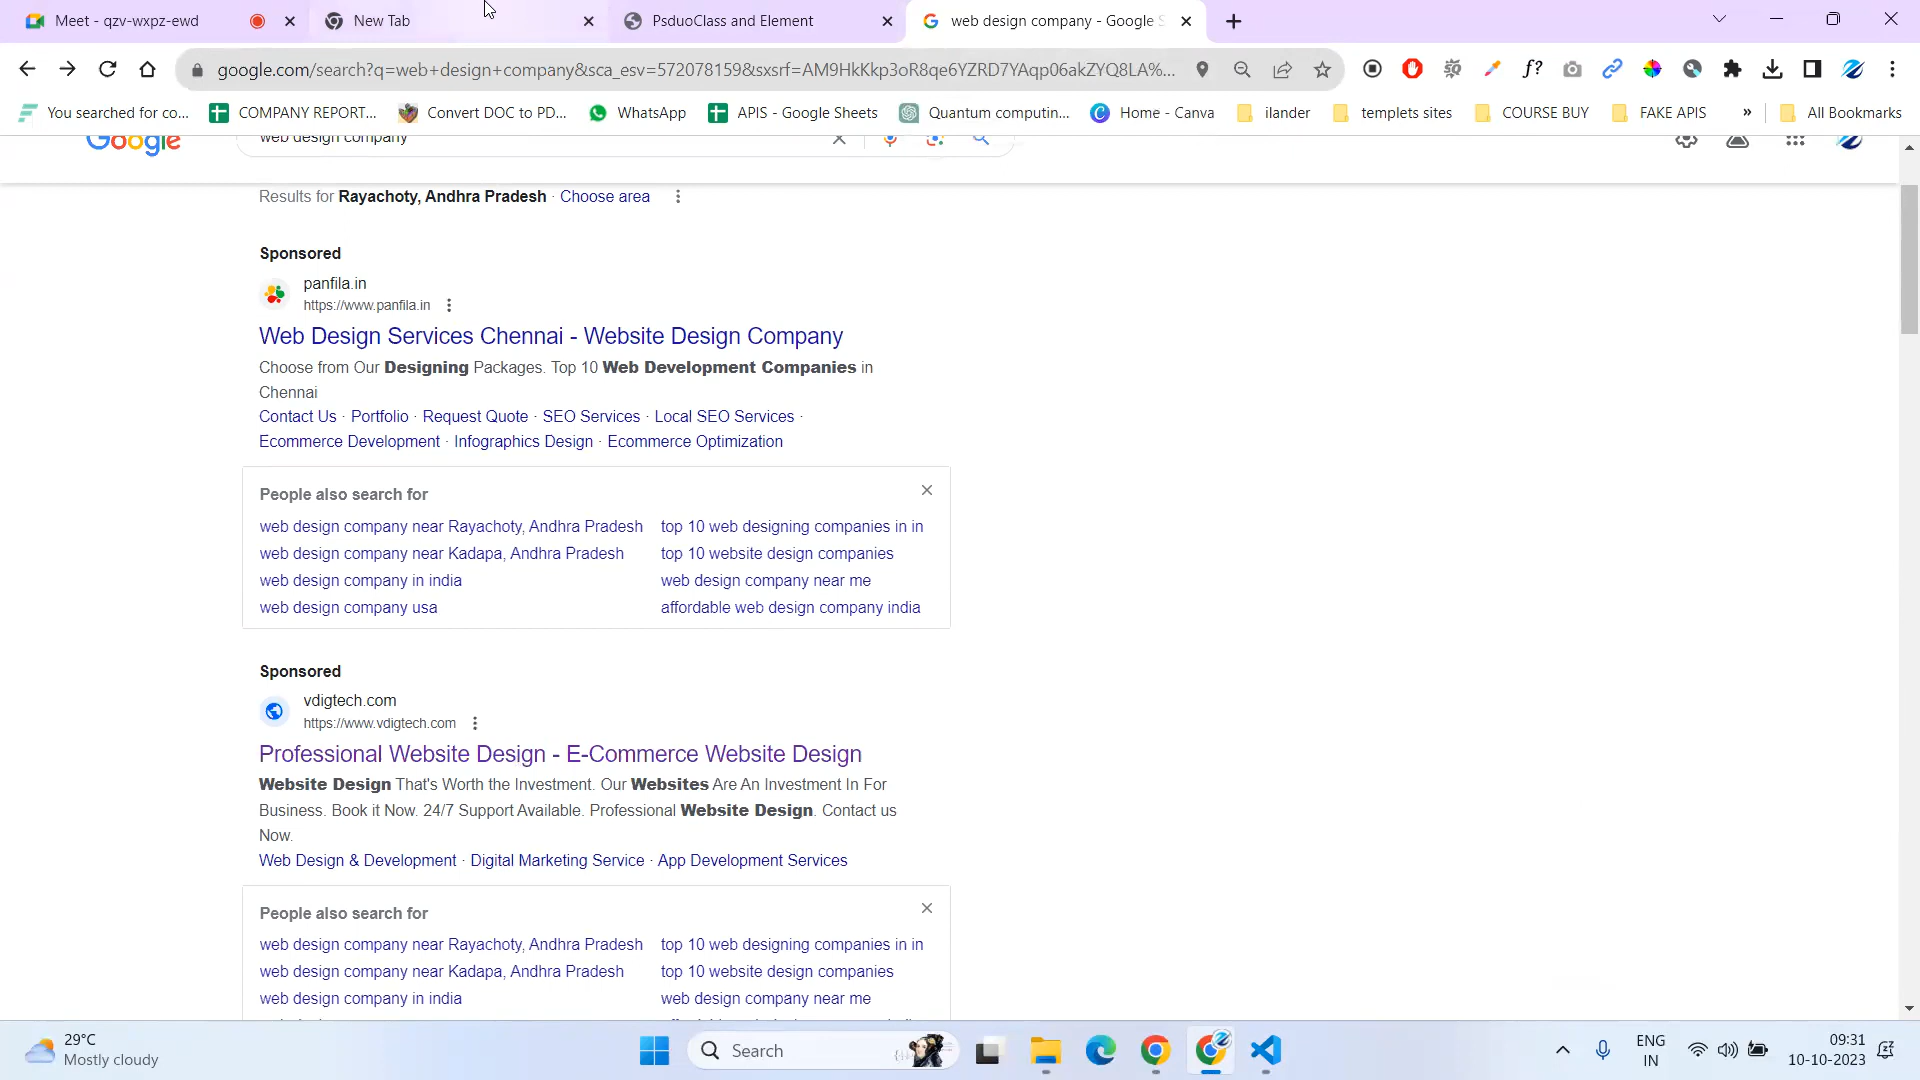 Meet - qzv-wxpz-ewd
New Tab
PsduoClass and Element
web design company - Google S
google.com/search?q=web+design+company&sca_esv=572078159&sxsrf=AM9HkKkp3oR8qe6YZRD7YAqp06akZYQ8LA%...
You searched for co...
COMPANY REPORT...
Convert DOC to PD...
WhatsApp
APIS - Google Sheets
Quantum computin...
Home - Canva
ilander
templets sites
COURSE BUY
FAKE APIS
»
All Bookmarks
Google
web design company
Results for Rayachoty, Andhra Pradesh · Choose area
Sponsored
panfila.in
https://www.panfila.in
Web Design Services Chennai - Website Design Company
Choose from Our Designing Packages. Top 10 Web Development Companies in
Chennai
Contact Us · Portfolio · Request Quote · SEO Services · Local SEO Services ·
Ecommerce Development · Infographics Design · Ecommerce Optimization
People also search for
web design company near Rayachoty, Andhra Pradesh
top 10 web designing companies in in
web design company near Kadapa, Andhra Pradesh
top 10 website design companies
web design company in india
web design company near me
web design company usa
affordable web design company india
Sponsored
vdigtech.com
https://www.vdigtech.com
Professional Website Design - E-Commerce Website Design
Website Design That's Worth the Investment. Our Websites Are An Investment In For
Business. Book it Now. 24/7 Support Available. Professional Website Design. Contact us
Now.
Web Design & Development · Digital Marketing Service · App Development Services
People also search for
web design company near Rayachoty, Andhra Pradesh
top 10 web designing companies in in
web design company near Kadapa, Andhra Pradesh
top 10 website design companies
web design company in india
web design company near me
29°C
Mostly cloudy
Search
ENG
IN
09:31
10-10-2023